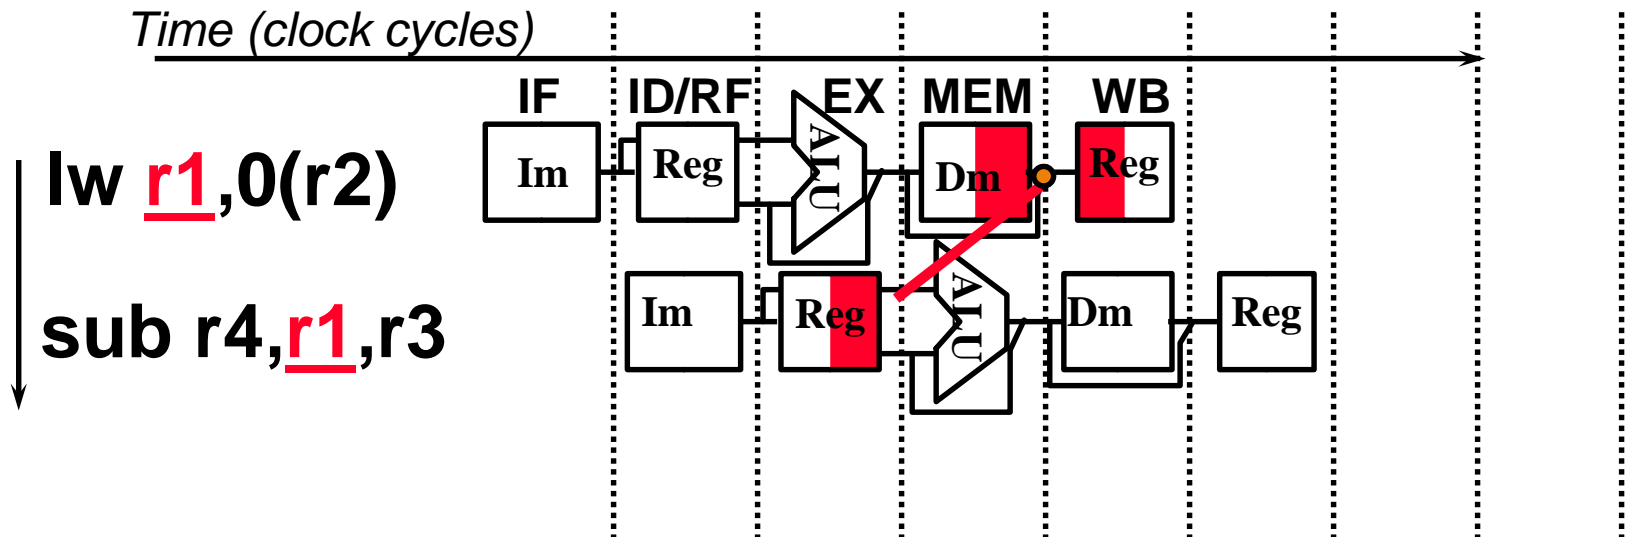 Time (clock cycles)
IF ID/RF EX MEM WB
lw r1,0(r2) Im Reg ALU Dm Reg
sub r4,r1,r3 Im Reg ALU Dm Reg